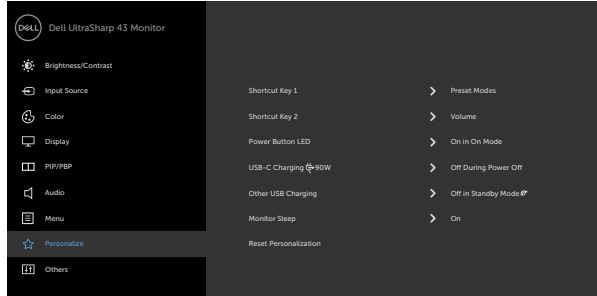 DELL Dell UltraSharp 43 Monitor
Brightness/Contrast
Input Source
Color
Display
PIP/PBP
Audio
Menu
Personalize
Others
Shortcut Key 1 Preset Modes
Shortcut Key 2 Volume
Power Button LED On in On Mode
USB-C Charging 90W Off During Power Off
Other USB Charging Off in Standby Mode
Monitor Sleep On
Reset Personalization